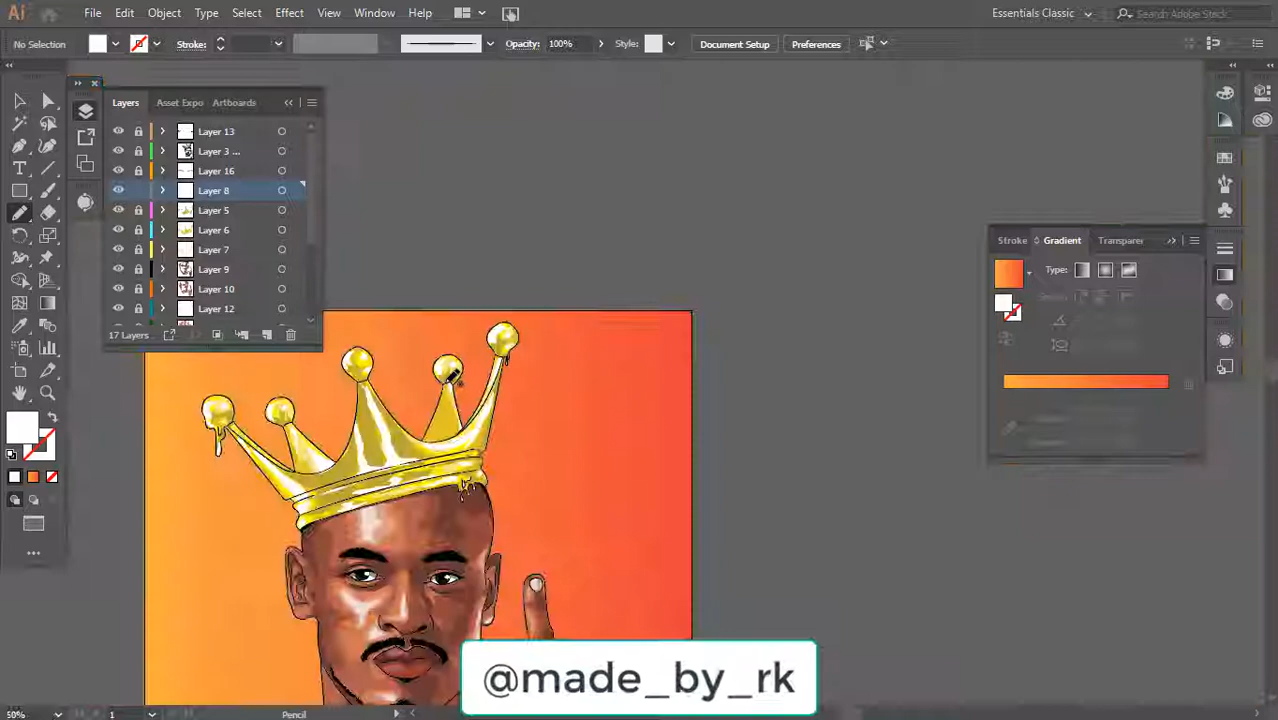 Ai File Edit Object Type Select Effect View Window Help Essentials Classic Search Adobe Stock
No Selection Stroke: Opacity: 100% Style: Document Setup Preferences
Layers Asset Expo Artboards
Layer 13
Layer 3 ...
Layer 16
Layer 8
Layer 5
Layer 6
Layer 7
Layer 9
Layer 10
Layer 12
17 Layers
Stroke Gradient Transparer
Type:
@made_by_rk
50% 1 Pencil